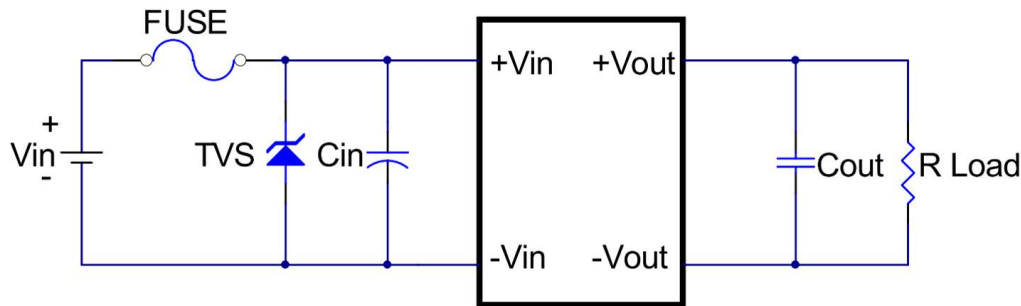 FUSE
+Vin
+Vout
+
Vin
-
TVS
Cin
Cout
R Load
-Vin
-Vout